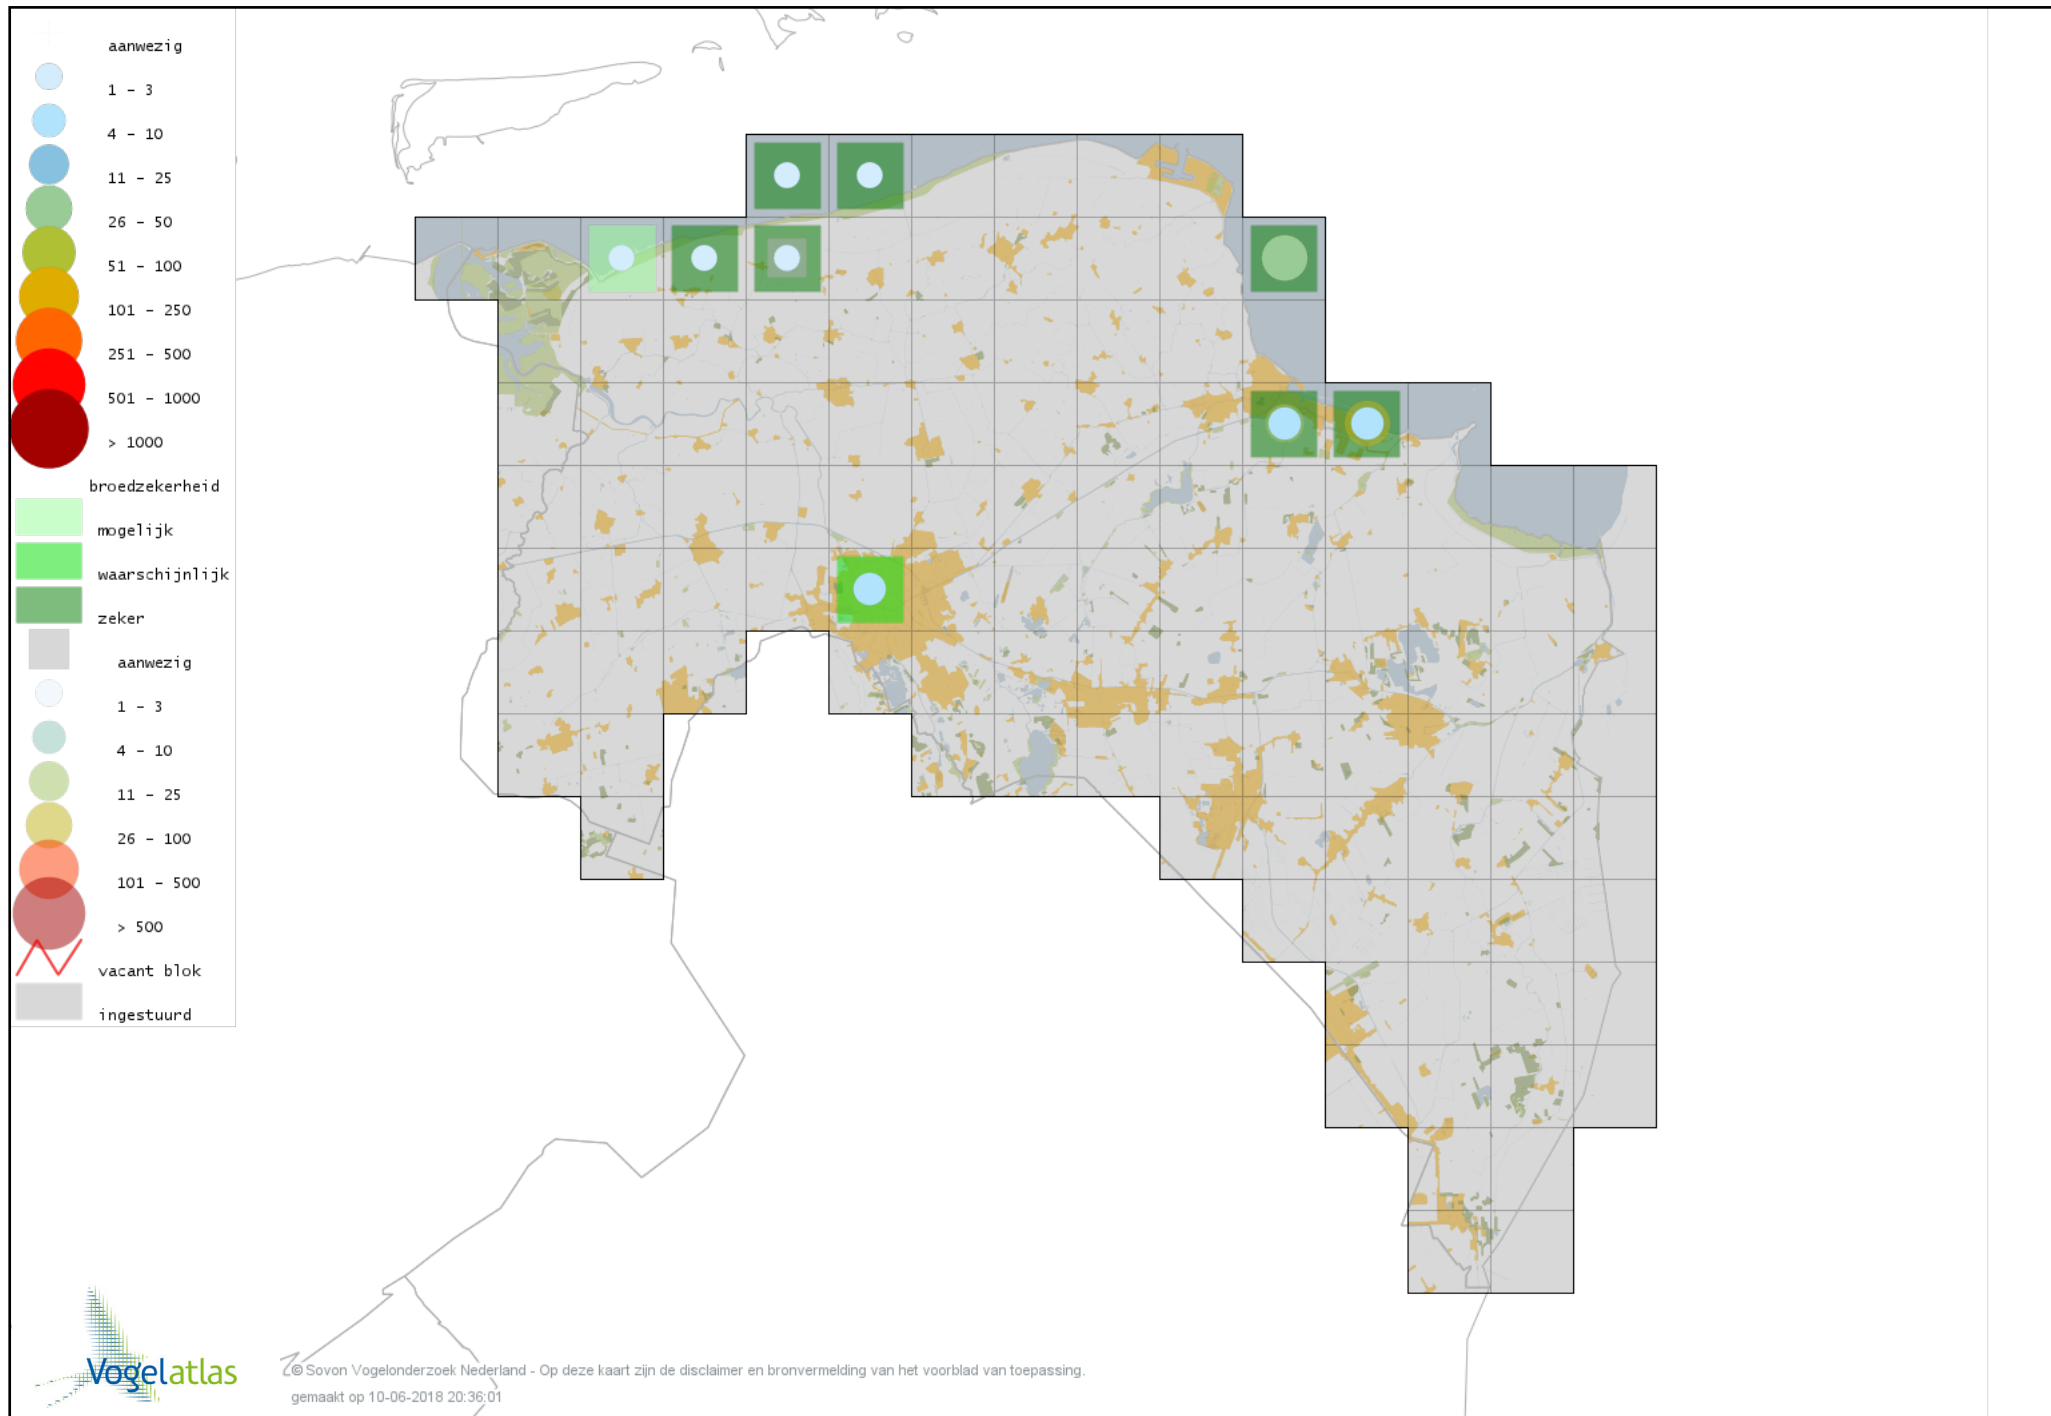 aanwezig
1 - 3
4 - 10
11 - 25
26 - 50
51 - 100
101 - 250
251 - 500
501 - 1000
> 1000
broedzekerheid
mogelijk
waarschijnlijk
zeker
aanwezig
1 - 3
4 - 10
11 - 25
26 - 100
101 - 500
> 500
vacant blok
ingestuurd
Vogelatlas
© Sovon Vogelonderzoek Nederland - Op deze kaart zijn de disclaimer en bronvermelding van het voorblad van toepassing.
gemaakt op 10-06-2018 20:36:01